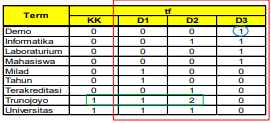 Term tf
KK D1 D2 D3
Demo 0 0 0 1
Informatika 0 0 1 1
Laboraturium 0 0 0 1
Mahasiswa 0 0 0 1
Milad 0 1 0 0
Tahun 0 1 0 0
Terakreditasi 0 0 1 0
Trunojoyo 1 1 2 0
Universitas 1 1 1 0